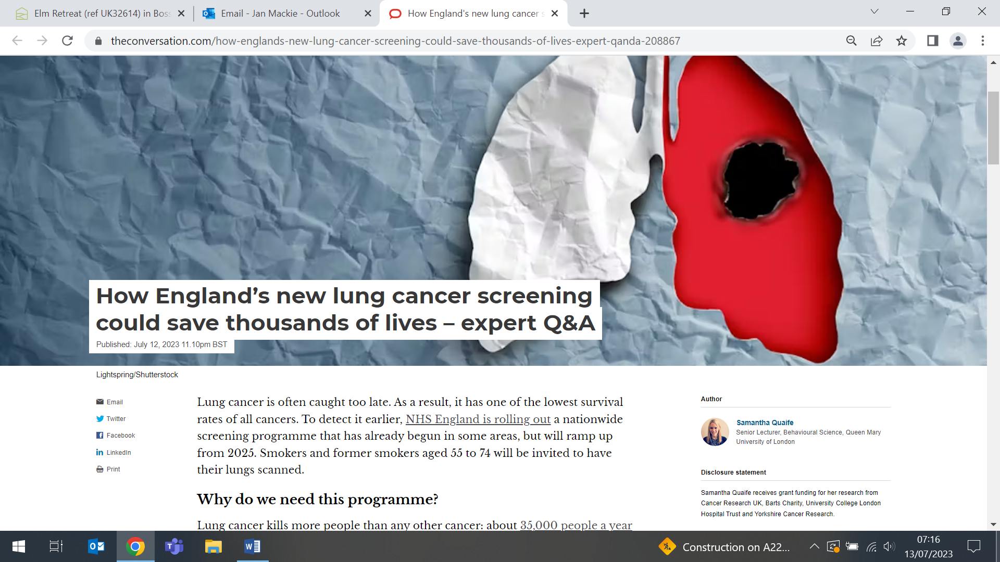 Elm Retreat (ref UK32614) in Boss
Email - Jan Mackie - Outlook
How England's new lung cancer s
theconversation.com/how-englands-new-lung-cancer-screening-could-save-thousands-of-lives-expert-qanda-208867
How England’s new lung cancer screening
could save thousands of lives – expert Q&A
Published: July 12, 2023 11.10pm BST
Lightspring/Shutterstock
Email
Twitter
Facebook
LinkedIn
Print
Lung cancer is often caught too late. As a result, it has one of the lowest survival
rates of all cancers. To detect it earlier, NHS England is rolling out a nationwide
screening programme that has already begun in some areas, but will ramp up
from 2025. Smokers and former smokers aged 55 to 74 will be invited to have
their lungs scanned.
Why do we need this programme?
Lung cancer kills more people than any other cancer: about 35,000 people a year
Author
Samantha Quaife
Senior Lecturer, Behavioural Science, Queen Mary
University of London
Disclosure statement
Samantha Quaife receives grant funding for her research from
Cancer Research UK, Barts Charity, University College London
Hospital Trust and Yorkshire Cancer Research.
Construction on A22...
07:16
13/07/2023